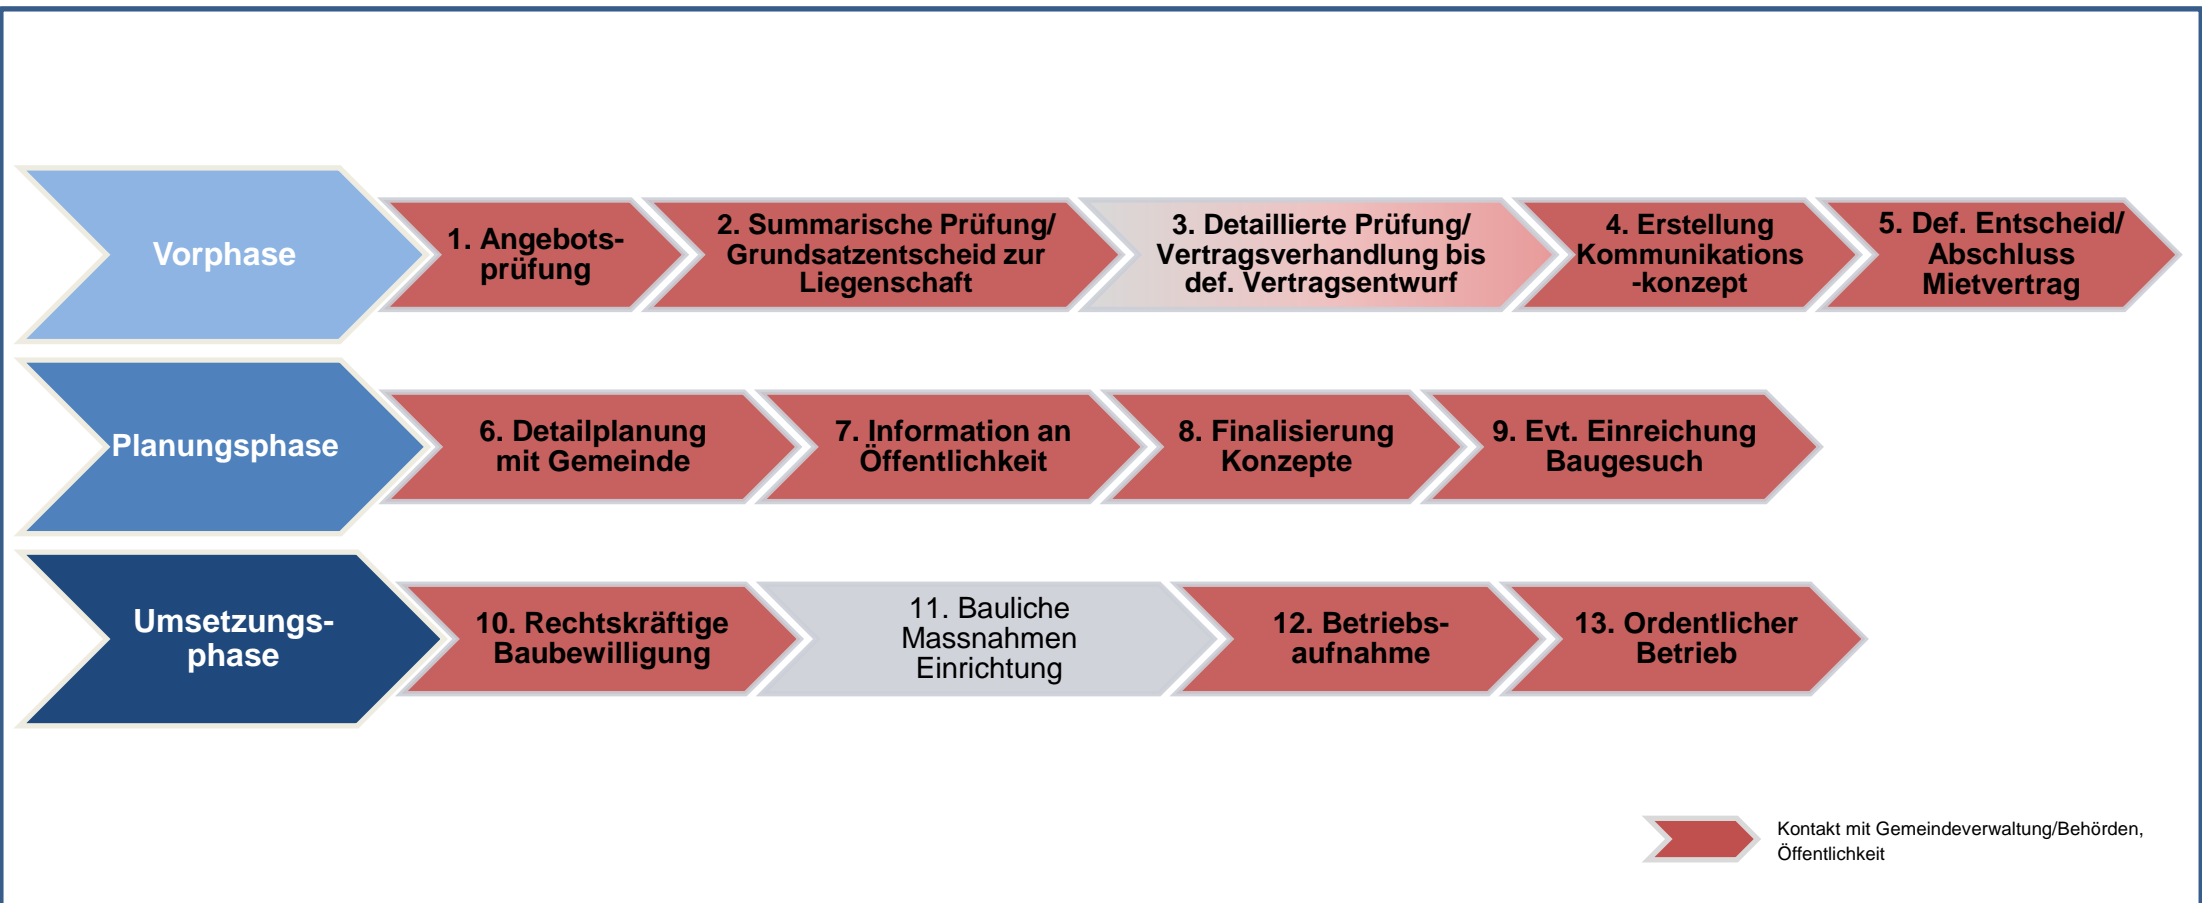 Vorphase
1. Angebots-
prüfung
2. Summarische Prüfung/
Grundsatzentscheid zur
Liegenschaft
3. Detaillierte Prüfung/
Vertragsverhandlung bis
def. Vertragsentwurf
4. Erstellung
Kommunikations
-konzept
5. Def. Entscheid/
Abschluss
Mietvertrag
Planungsphase
6. Detailplanung
mit Gemeinde
7. Information an
Öffentlichkeit
8. Finalisierung
Konzepte
9. Evt. Einreichung
Baugesuch
Umsetzungs-
phase
10. Rechtskräftige
Baubewilligung
11. Bauliche
Massnahmen
Einrichtung
12. Betriebs-
aufnahme
13. Ordentlicher
Betrieb
Kontakt mit Gemeindeverwaltung/Behörden,
Öffentlichkeit